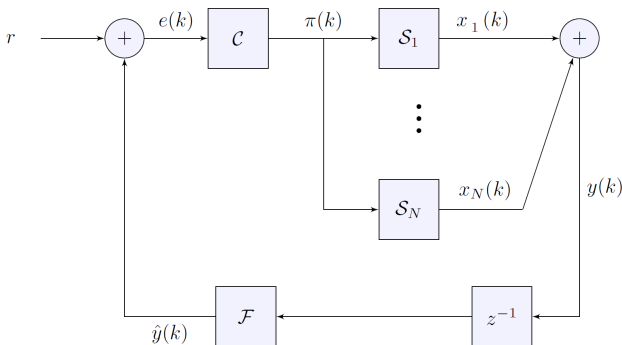 r
+
e(k)
𝒞
π(k)
𝒮₁
x₁(k)
+
𝒮_N
x_N(k)
y(k)
ŷ(k)
ℱ
z⁻¹